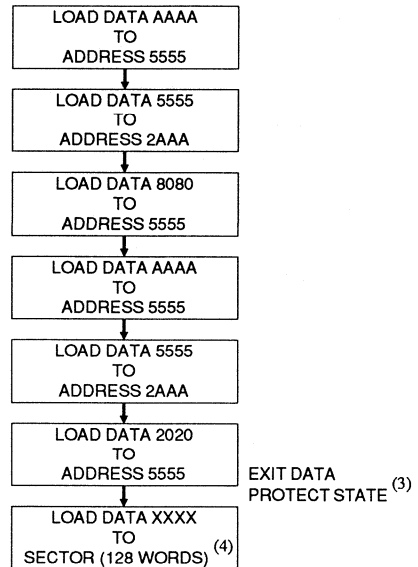 LOAD DATA AAAA
TO
ADDRESS 5555
LOAD DATA 5555
TO
ADDRESS 2AAA
LOAD DATA 8080
TO
ADDRESS 5555
LOAD DATA AAAA
TO
ADDRESS 5555
LOAD DATA 5555
TO
ADDRESS 2AAA
LOAD DATA 2020
TO
ADDRESS 5555
EXIT DATA
PROTECT STATE (3)
LOAD DATA XXXX
TO
SECTOR (128 WORDS) (4)